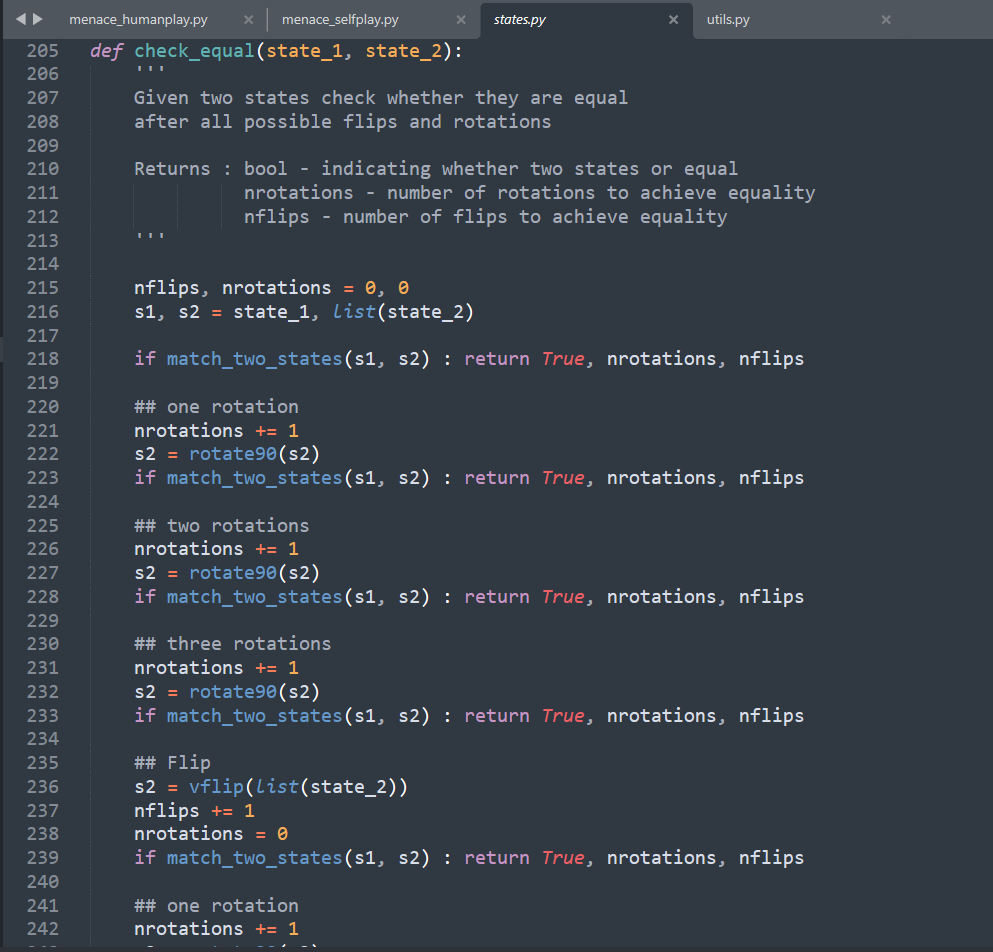 menace_humanplay.py × menace_selfplay.py × states.py × utils.py ×
205 def check_equal(state_1, state_2):
206     '''
207     Given two states check whether they are equal
208     after all possible flips and rotations
209
210     Returns : bool - indicating whether two states or equal
211               nrotations - number of rotations to achieve equality
212               nflips - number of flips to achieve equality
213     '''
214
215     nflips, nrotations = 0, 0
216     s1, s2 = state_1, list(state_2)
217
218     if match_two_states(s1, s2) : return True, nrotations, nflips
219
220     ## one rotation
221     nrotations += 1
222     s2 = rotate90(s2)
223     if match_two_states(s1, s2) : return True, nrotations, nflips
224
225     ## two rotations
226     nrotations += 1
227     s2 = rotate90(s2)
228     if match_two_states(s1, s2) : return True, nrotations, nflips
229
230     ## three rotations
231     nrotations += 1
232     s2 = rotate90(s2)
233     if match_two_states(s1, s2) : return True, nrotations, nflips
234
235     ## Flip
236     s2 = vflip(list(state_2))
237     nflips += 1
238     nrotations = 0
239     if match_two_states(s1, s2) : return True, nrotations, nflips
240
241     ## one rotation
242     nrotations += 1